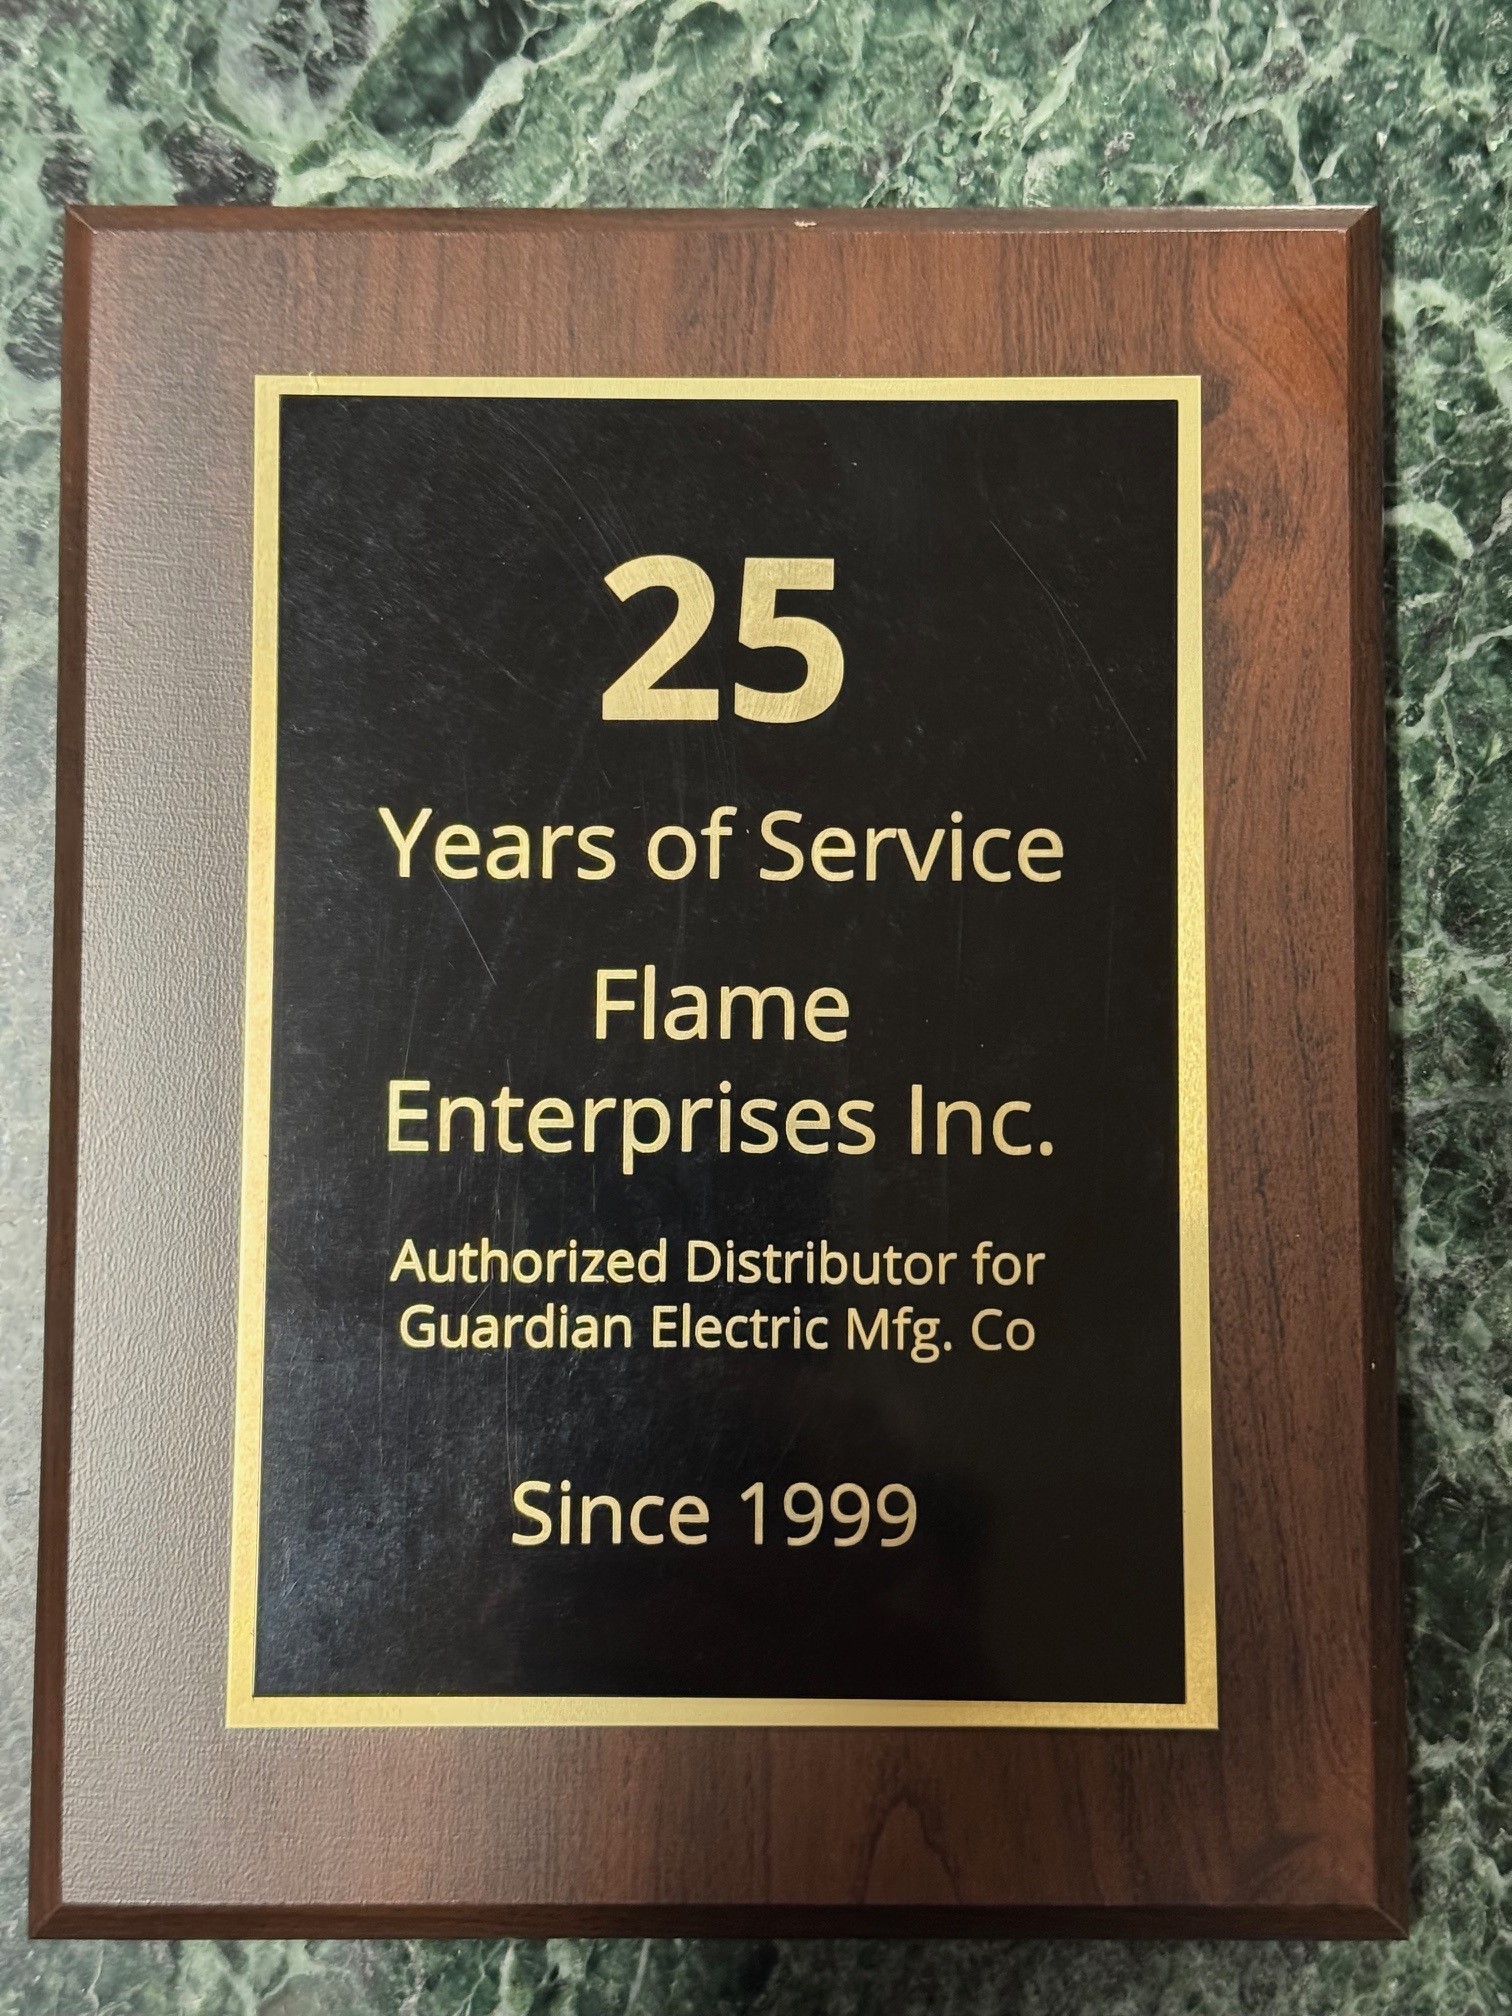 25
Years of Service
Flame
Enterprises Inc.
Authorized Distributor for
Guardian Electric Mfg. Co
Since 1999